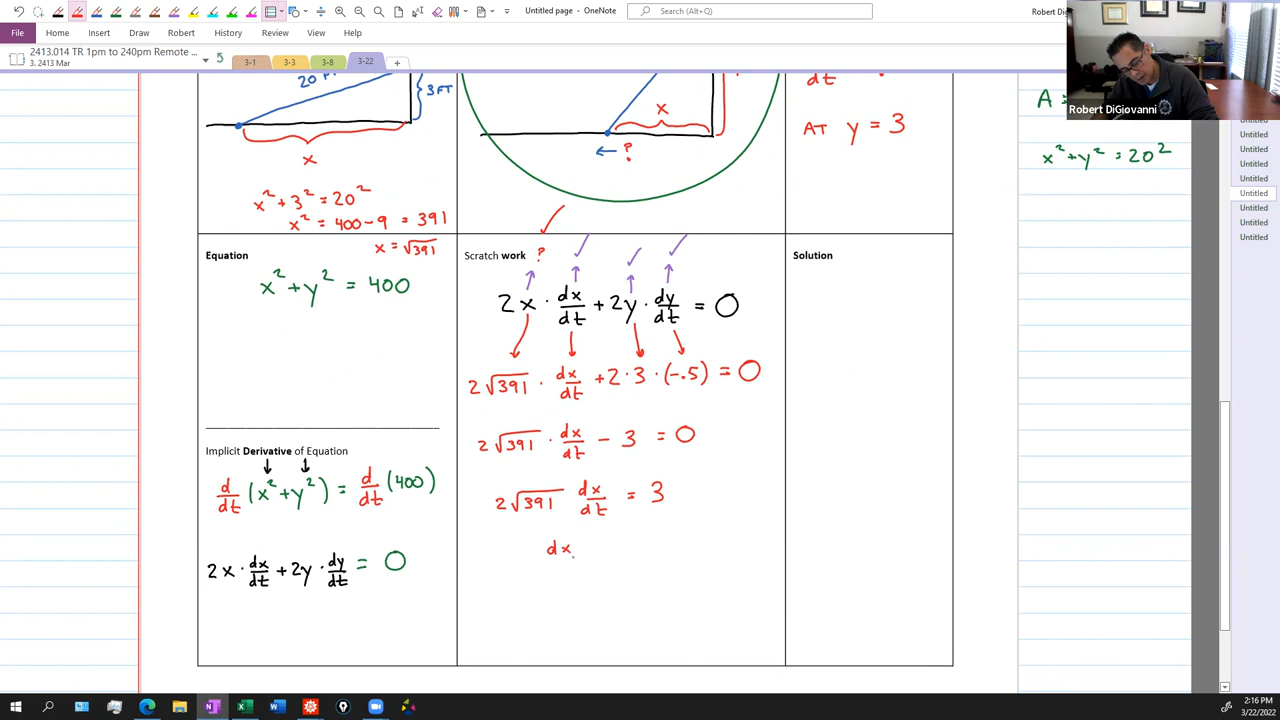 Untitled page - OneNote
Search (Alt+Q)
Robert Di
File Home Insert Draw Robert History Review View Help
2413.014 TR 1pm to 240pm Remote ...
3. 2413 Mar
5
3-1 3-3 3-8 3-22 +
Robert DiGiovanni
20
3 FT
x
x² + 3² = 20²
x² = 400 - 9 = 391
x = √391
x
?
dt
AT y = 3
A =
x² + y² = 20²
Untitled
Untitled
Untitled
Untitled
Untitled
Untitled
Untitled
Untitled
Untitled
Equation
x² + y² = 400
Implicit Derivative of Equation
d/dt (x² + y²) = d/dt (400)
2x · dx/dt + 2y · dy/dt = 0
Scratch work ?
2x · dx/dt + 2y · dy/dt = 0
2√391 · dx/dt + 2 · 3 · (-.5) = 0
2√391 · dx/dt - 3 = 0
2√391 dx/dt = 3
dx
Solution
2:16 PM
3/22/2022